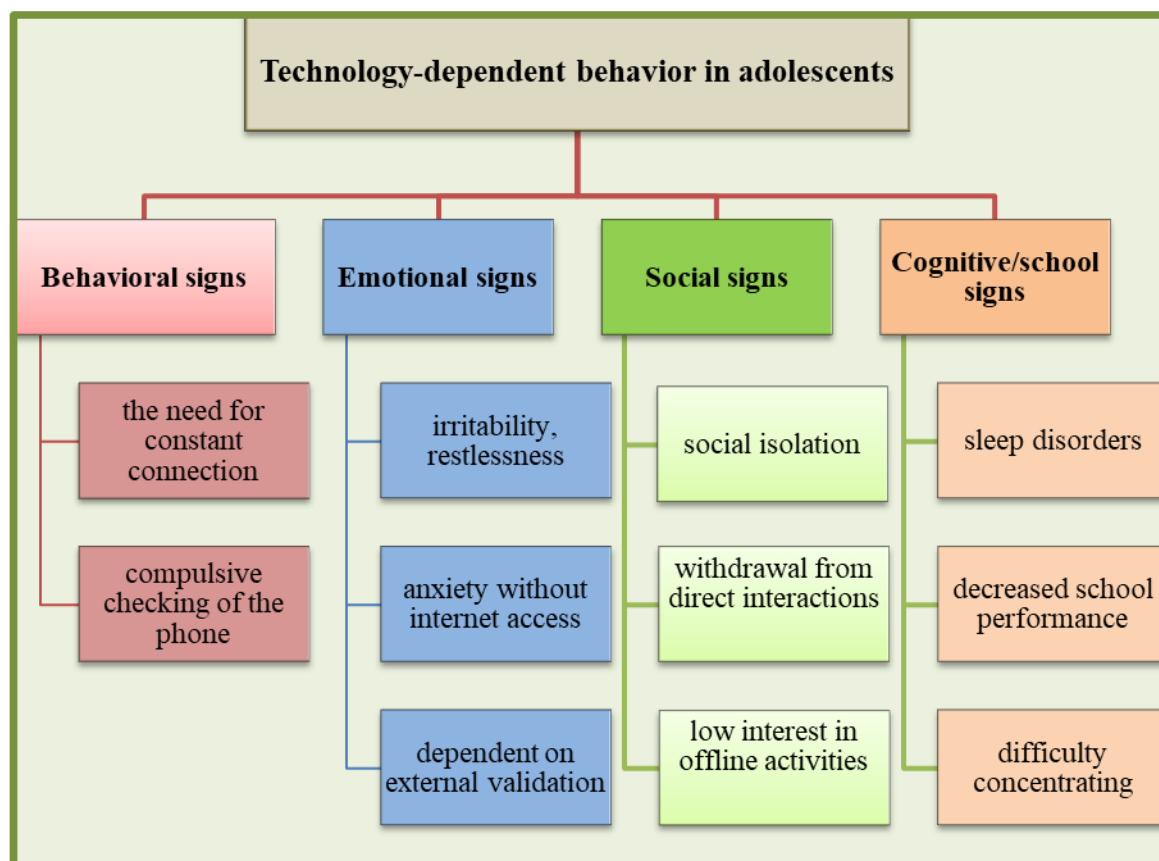 Technology-dependent behavior in adolescents
Behavioral signs
the need for
constant
connection
compulsive
checking of the
phone
Emotional signs
irritability,
restlessness
anxiety without
internet access
dependent on
external validation
Social signs
social isolation
withdrawal from
direct interactions
low interest in
offline activities
Cognitive/school
signs
sleep disorders
decreased school
performance
difficulty
concentrating